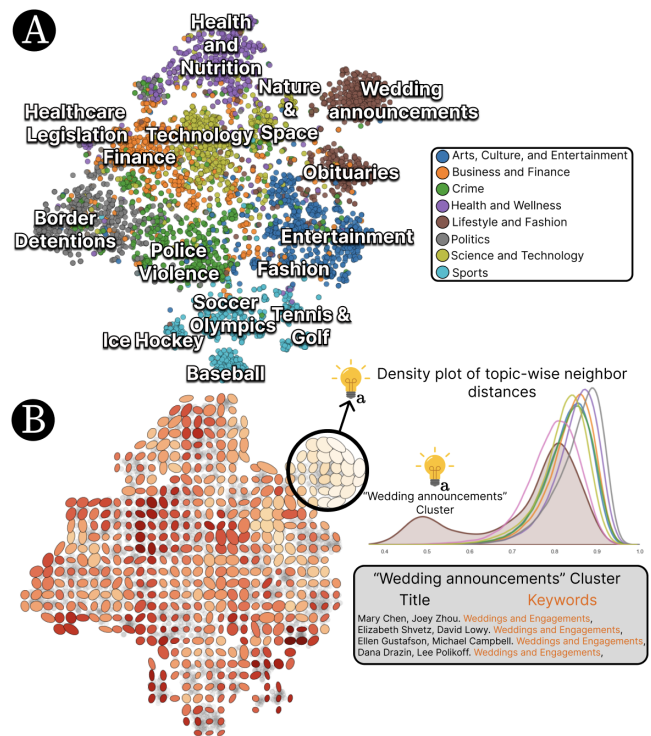 A
Health
and
Nutrition
Nature
&
Space
Wedding
announcements
Healthcare
Legislation
Technology
Finance
Obituaries
Border
Detentions
Police
Violence
Entertainment
Fashion
Soccer
Olympics
Tennis &
Golf
Ice Hockey
Baseball
Arts, Culture, and Entertainment
Business and Finance
Crime
Health and Wellness
Lifestyle and Fashion
Politics
Science and Technology
Sports
B
a
Density plot of topic-wise neighbor
distances
a
"Wedding announcements"
Cluster
0.4 0.5 0.6 0.7 0.8 0.9 1.0
"Wedding announcements" Cluster
Title Keywords
Mary Chen, Joey Zhou. Weddings and Engagements,
Elizabeth Shvetz, David Lowy. Weddings and Engagements,
Ellen Gustafson, Michael Campbell. Weddings and Engagements,
Dana Drazin, Lee Polikoff. Weddings and Engagements,